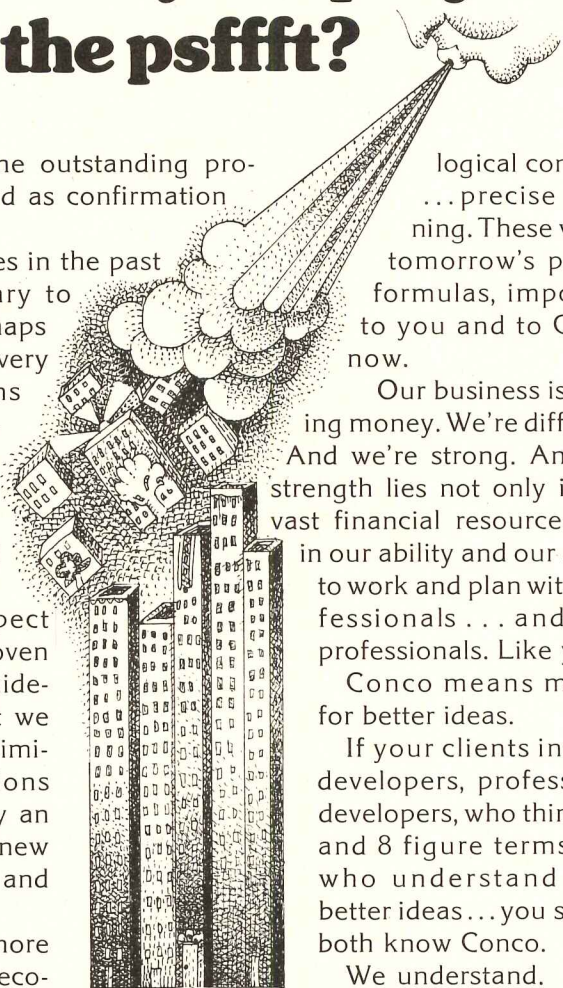 the psffft?
ne outstanding pro-
d as confirmation
es in the past
ary to
haps
very
ns
pect
oven
ide-
t we
imi-
ons
y an
new
and
more
eco-
logical con
...precise
ning. These v
tomorrow's p
formulas, impo
to you and to C
now.
Our business is
ing money. We're diff
And we're strong. An
strength lies not only i
vast financial resource
in our ability and our
to work and plan wit
fessionals ... and
professionals. Like y
Conco means m
for better ideas.
If your clients in
developers, profess
developers, who thin
and 8 figure terms
who understand
better ideas...you s
both know Conco.
We understand.